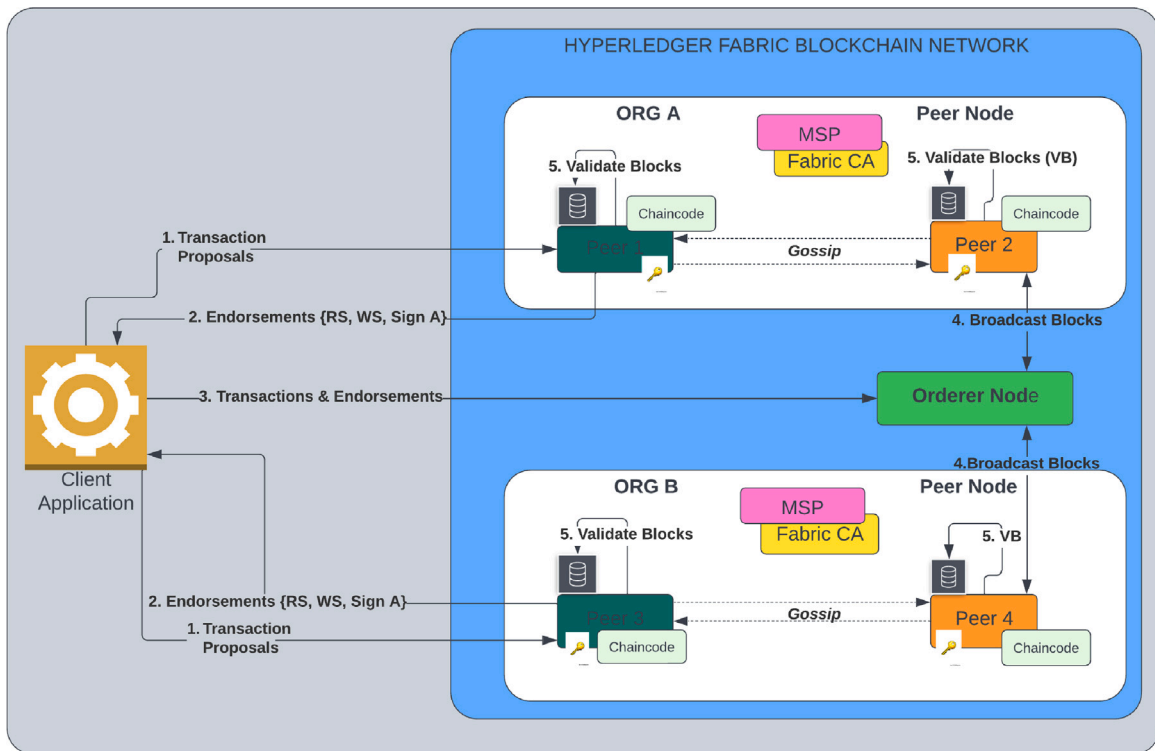 HYPERLEDGER FABRIC BLOCKCHAIN NETWORK
ORG A
Peer Node
MSP
Fabric CA
5. Validate Blocks
5. Validate Blocks (VB)
Chaincode
Chaincode
Peer 1
Peer 2
Gossip
1. Transaction
Proposals
2. Endorsements {RS, WS, Sign A}
4. Broadcast Blocks
3. Transactions & Endorsements
Orderer Node
Client
Application
4.Broadcast Blocks
ORG B
Peer Node
MSP
Fabric CA
5. Validate Blocks
5. VB
2. Endorsements {RS, WS, Sign A}
Peer 3
Peer 4
Gossip
1. Transaction
Proposals
Chaincode
Chaincode